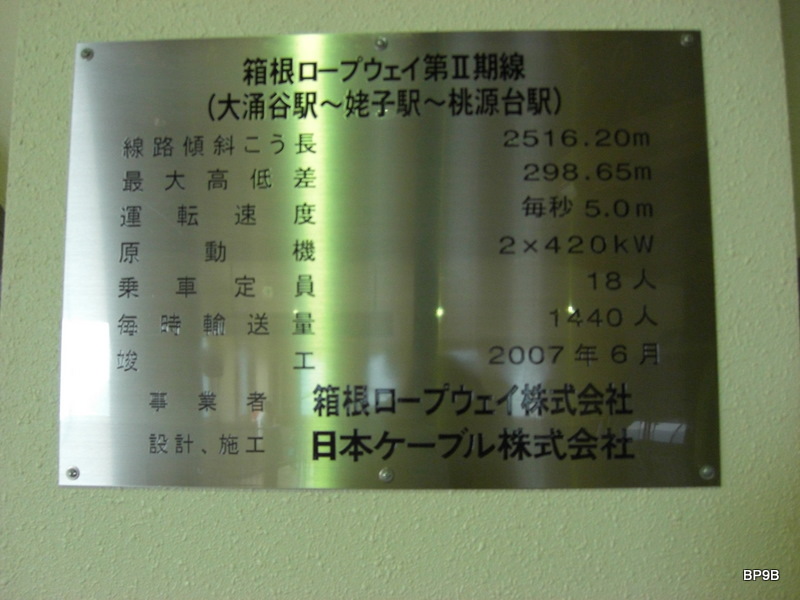 箱根ロープウェイ第Ⅱ期線
（大涌谷駅～姥子駅～桃源台駅）
線路傾斜こう長 2516.20m
最大高低差 298.65m
運転速度 毎秒 5.0m
原動機 2×420kW
乗車定員 18人
毎時輸送量 1440人
竣工 2007年6月
事業者 箱根ロープウェイ株式会社
設計、施工 日本ケーブル株式会社
BP9B